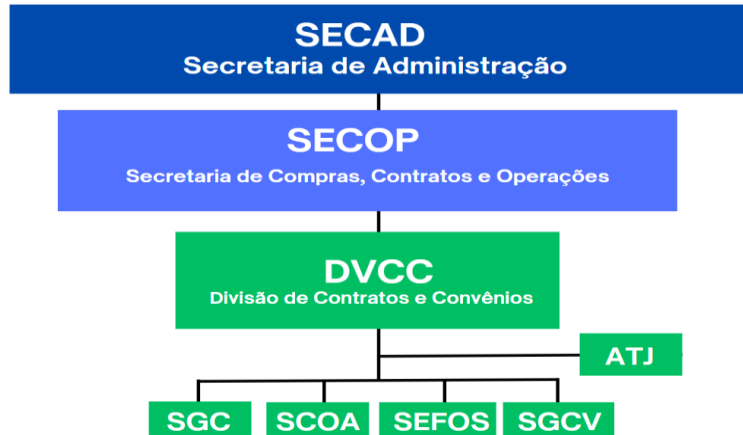 SECAD
Secretaria de Administração
SECOP
Secretaria de Compras, Contratos e Operações
DVCC
Divisão de Contratos e Convênios
ATJ
SGC SCOA SEFOS SGCV